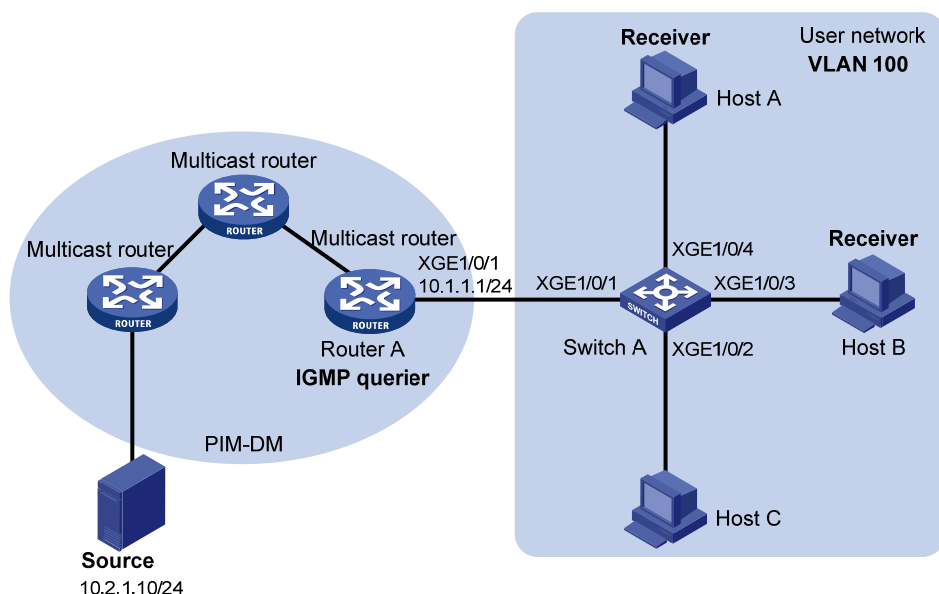 Receiver
User network
VLAN 100
Host A
Multicast router
ROUTER
Multicast router
Multicast router
ROUTER
XGE1/0/1
10.1.1.1/24
ROUTER
Router A
IGMP querier
XGE1/0/4
Receiver
XGE1/0/1
XGE1/0/3
SWITCH
Switch A
XGE1/0/2
Host B
PIM-DM
Host C
Source
10.2.1.10/24